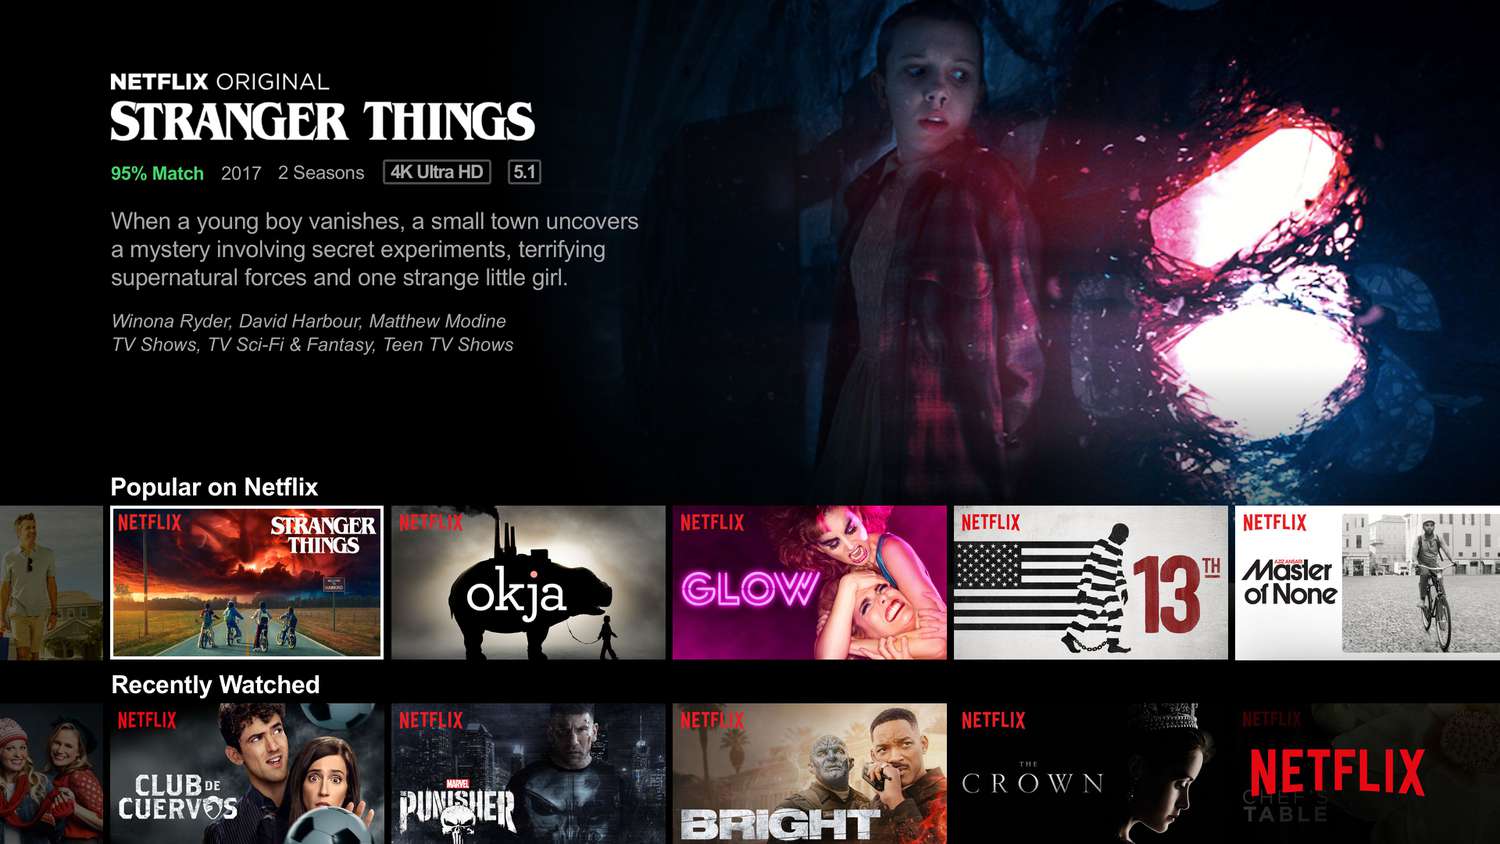 NETFLIX ORIGINAL
STRANGER THINGS
95% Match 2017 2 Seasons 4K Ultra HD 5.1
When a young boy vanishes, a small town uncovers
a mystery involving secret experiments, terrifying
supernatural forces and one strange little girl.
Winona Ryder, David Harbour, Matthew Modine
TV Shows, TV Sci-Fi & Fantasy, Teen TV Shows
Popular on Netflix
NETFLIX
STRANGER
THINGS
NETFLIX
okja
NETFLIX
GLOW
NETFLIX
13TH
NETFLIX
AZIZ ANSARI
Master
of None
Recently Watched
NETFLIX
CLUB DE
CUERVOS
NETFLIX
MARVEL
THE
PUNISHER
NETFLIX
BRIGHT
NETFLIX
THE
CROWN
NETFLIX
NETFLIX
CHEF'S
TABLE